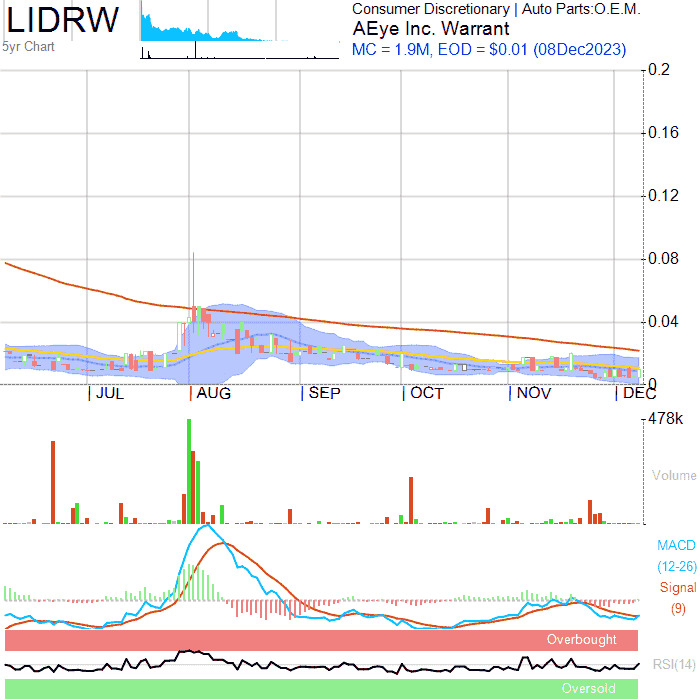 LIDRW
5yr Chart
Consumer Discretionary | Auto Parts:O.E.M.
AEye Inc. Warrant
MC = 1.9M, EOD = $0.01 (08Dec2023)
0.2
0.16
0.12
0.08
0.04
0
JUL AUG SEP OCT NOV DEC
478K
Volume
MACD
(12-26)
Signal
(9)
Overbought
RSI(14)
Oversold